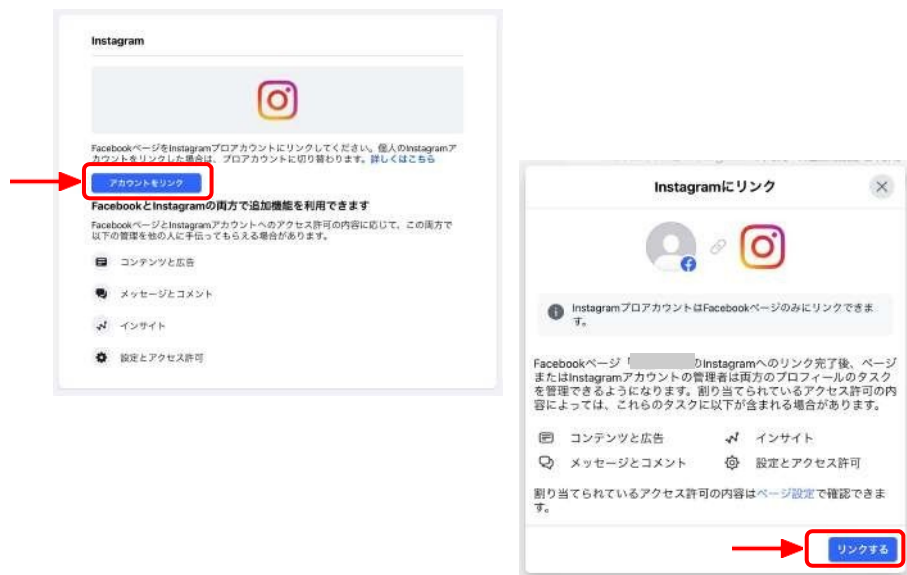 Instagram
FacebookページをInstagramプロアカウントにリンクしてください。個人のInstagramア
カウントをリンクした場合は、プロアカウントに切り替わります。詳しくはこちら
アカウントをリンク
FacebookとInstagramの両方で追加機能を利用できます
FacebookページとInstagramアカウントへのアクセス許可の内容に応じて、この両方で
以下の管理を他の人に手伝ってもらえる場合があります。
コンテンツと広告
メッセージとコメント
インサイト
設定とアクセス許可
Instagramにリンク
InstagramプロアカウントはFacebookページのみにリンクできま
す。
Facebookページ「 のInstagramへのリンク完了後、ページ
またはInstagramアカウントの管理者は両方のプロフィールのタスク
を管理できるようになります。割り当てられているアクセス許可の内
容によっては、これらのタスクに以下が含まれる場合があります。
コンテンツと広告 インサイト
メッセージとコメント 設定とアクセス許可
割り当てられているアクセス許可の内容はページ設定で確認できま
す。
リンクする